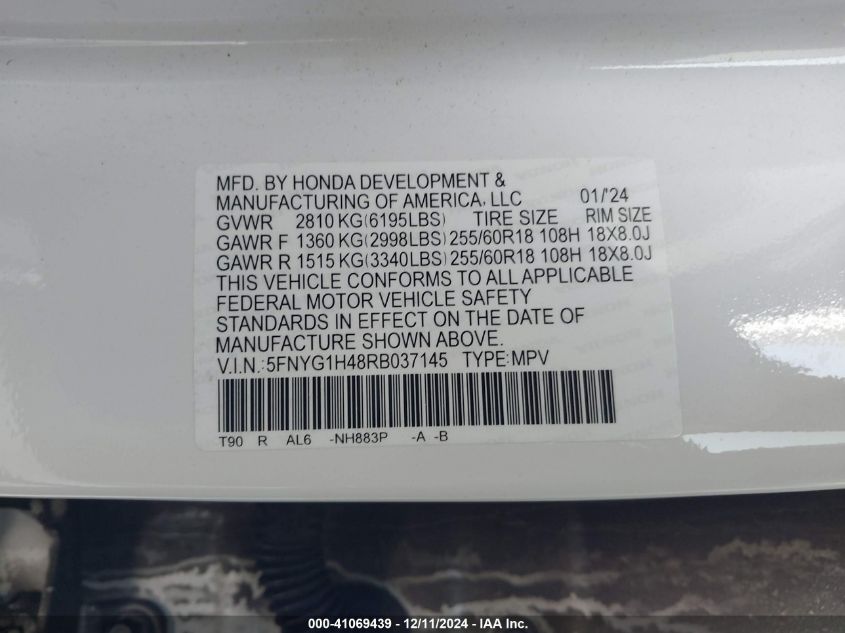 MFD. BY HONDA DEVELOPMENT &
MANUFACTURING OF AMERICA, LLC 01/'24
GVWR 2810 KG(6195LBS) TIRE SIZE RIM SIZE
GAWR F 1360 KG(2998LBS) 255/60R18 108H 18X8.0J
GAWR R 1515 KG(3340LBS) 255/60R18 108H 18X8.0J
THIS VEHICLE CONFORMS TO ALL APPLICABLE
FEDERAL MOTOR VEHICLE SAFETY
STANDARDS IN EFFECT ON THE DATE OF
MANUFACTURE SHOWN ABOVE.
V.I.N.:5FNYG1H48RB037145 TYPE:MPV
T90 R AL6 -NH883P -A -B
000-41069439 - 12/11/2024 - IAA Inc.